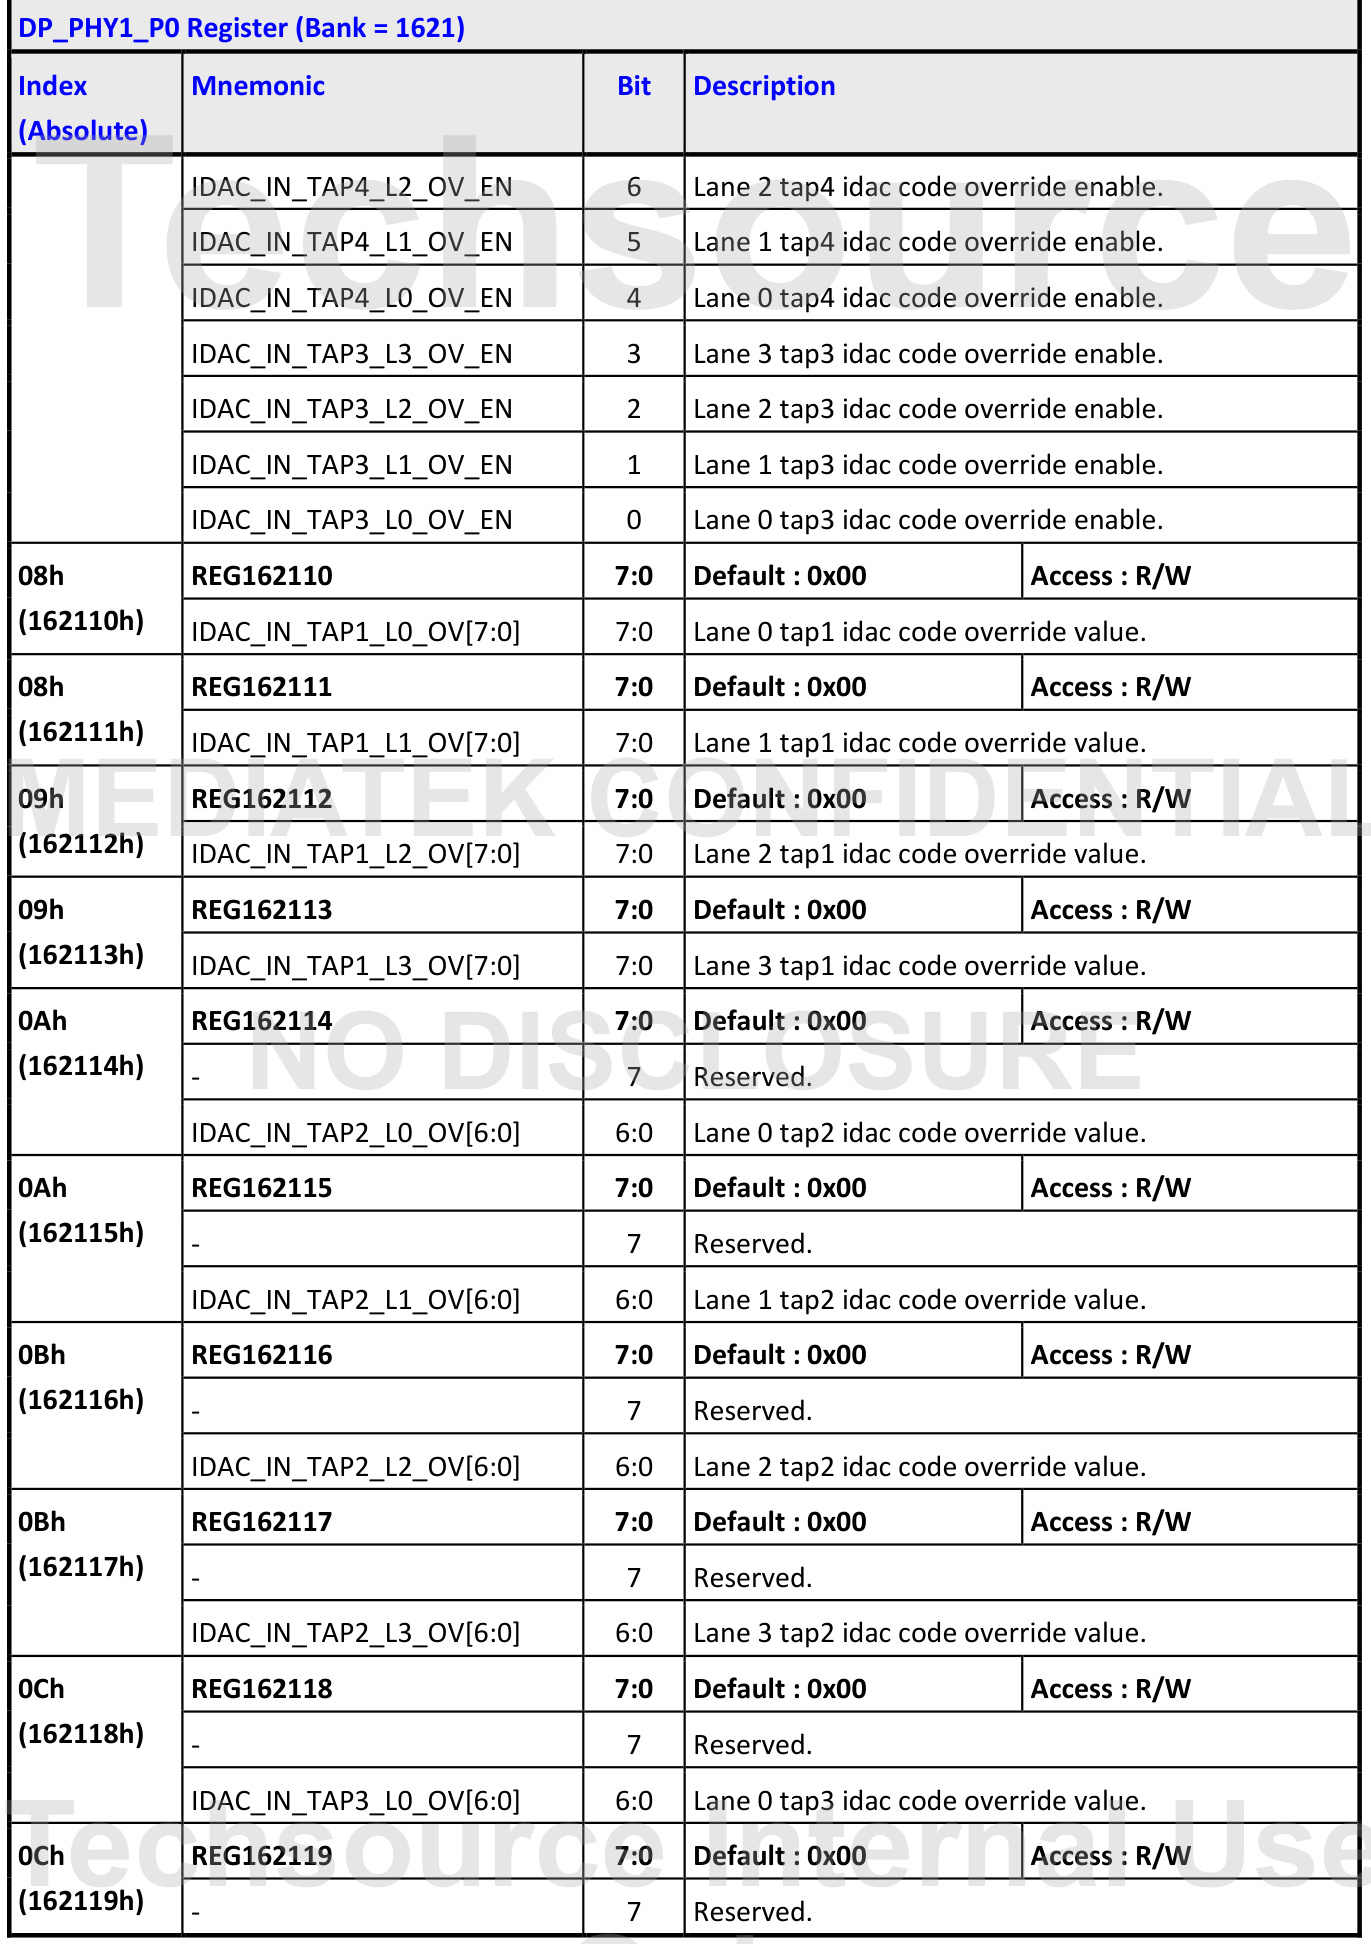 DP_PHY1_P0 Register (Bank = 1621)
Index (Absolute) Mnemonic Bit Description
IDAC_IN_TAP4_L2_OV_EN 6 Lane 2 tap4 idac code override enable.
IDAC_IN_TAP4_L1_OV_EN 5 Lane 1 tap4 idac code override enable.
IDAC_IN_TAP4_L0_OV_EN 4 Lane 0 tap4 idac code override enable.
IDAC_IN_TAP3_L3_OV_EN 3 Lane 3 tap3 idac code override enable.
IDAC_IN_TAP3_L2_OV_EN 2 Lane 2 tap3 idac code override enable.
IDAC_IN_TAP3_L1_OV_EN 1 Lane 1 tap3 idac code override enable.
IDAC_IN_TAP3_L0_OV_EN 0 Lane 0 tap3 idac code override enable.
08h REG162110 7:0 Default : 0x00 Access : R/W
(162110h) IDAC_IN_TAP1_L0_OV[7:0] 7:0 Lane 0 tap1 idac code override value.
08h REG162111 7:0 Default : 0x00 Access : R/W
(162111h) IDAC_IN_TAP1_L1_OV[7:0] 7:0 Lane 1 tap1 idac code override value.
09h REG162112 7:0 Default : 0x00 Access : R/W
(162112h) IDAC_IN_TAP1_L2_OV[7:0] 7:0 Lane 2 tap1 idac code override value.
09h REG162113 7:0 Default : 0x00 Access : R/W
(162113h) IDAC_IN_TAP1_L3_OV[7:0] 7:0 Lane 3 tap1 idac code override value.
0Ah REG162114 7:0 Default : 0x00 Access : R/W
(162114h) - 7 Reserved.
IDAC_IN_TAP2_L0_OV[6:0] 6:0 Lane 0 tap2 idac code override value.
0Ah REG162115 7:0 Default : 0x00 Access : R/W
(162115h) - 7 Reserved.
IDAC_IN_TAP2_L1_OV[6:0] 6:0 Lane 1 tap2 idac code override value.
0Bh REG162116 7:0 Default : 0x00 Access : R/W
(162116h) - 7 Reserved.
IDAC_IN_TAP2_L2_OV[6:0] 6:0 Lane 2 tap2 idac code override value.
0Bh REG162117 7:0 Default : 0x00 Access : R/W
(162117h) - 7 Reserved.
IDAC_IN_TAP2_L3_OV[6:0] 6:0 Lane 3 tap2 idac code override value.
0Ch REG162118 7:0 Default : 0x00 Access : R/W
(162118h) - 7 Reserved.
IDAC_IN_TAP3_L0_OV[6:0] 6:0 Lane 0 tap3 idac code override value.
0Ch REG162119 7:0 Default : 0x00 Access : R/W
(162119h) - 7 Reserved.
Techsource
MEDIATEK CONFIDENTIAL
NO DISCLOSURE
Techsource Internal Use